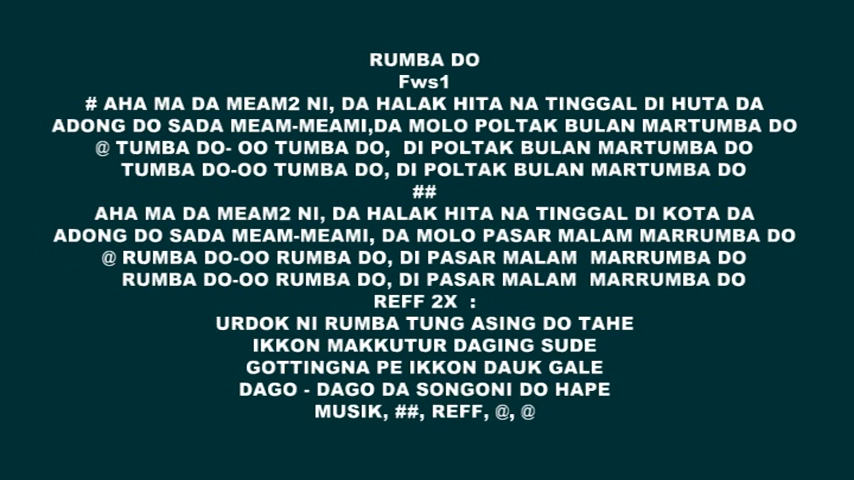 RUMBA DO
Fws1
# AHA MA DA MEAM2 NI, DA HALAK HITA NA TINGGAL DI HUTA DA
ADONG DO SADA MEAM-MEAMI,DA MOLO POLTAK BULAN MARTUMBA DO
@ TUMBA DO- OO TUMBA DO,  DI POLTAK BULAN MARTUMBA DO
TUMBA DO-OO TUMBA DO, DI POLTAK BULAN MARTUMBA DO
##
AHA MA DA MEAM2 NI, DA HALAK HITA NA TINGGAL DI KOTA DA
ADONG DO SADA MEAM-MEAMI, DA MOLO PASAR MALAM MARRUMBA DO
@ RUMBA DO-OO RUMBA DO, DI PASAR MALAM  MARRUMBA DO
RUMBA DO-OO RUMBA DO, DI PASAR MALAM  MARRUMBA DO
REFF 2X  :
URDOK NI RUMBA TUNG ASING DO TAHE
IKKON MAKKUTUR DAGING SUDE
GOTTINGNA PE IKKON DAUK GALE
DAGO - DAGO DA SONGONI DO HAPE
MUSIK, ##, REFF, @, @